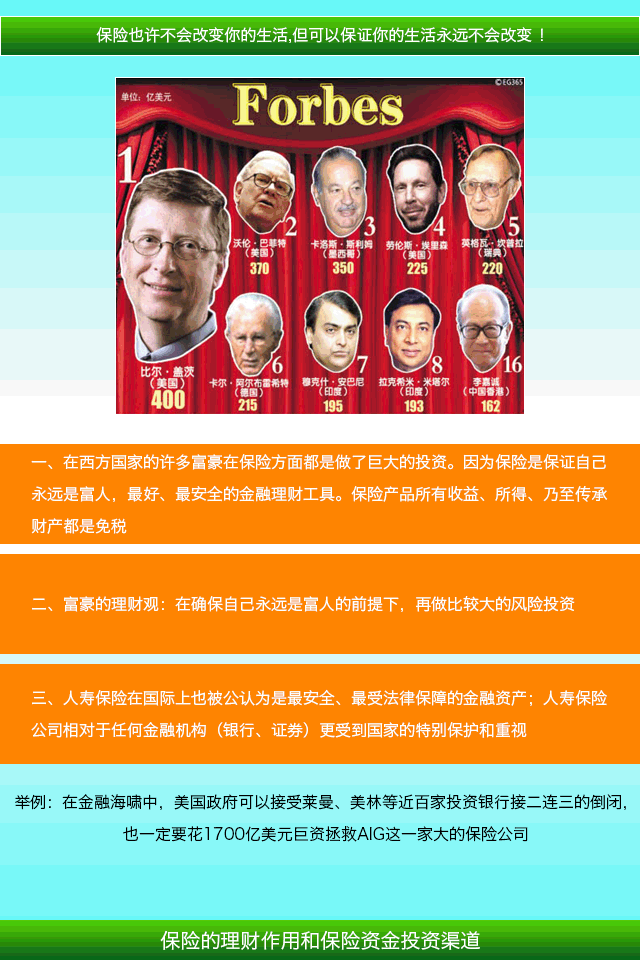 保险也许不会改变你的生活,但可以保证你的生活永远不会改变 !
©EG365
单位：亿美元
Forbes
1
2
3
4
5
沃伦·巴菲特
（美国）
370
卡洛斯·斯利姆
（墨西哥）
350
劳伦斯·埃里森
（美国）
225
英格瓦·坎普拉
（瑞典）
220
比尔·盖茨
（美国）
400
6
卡尔·阿尔布雷希特
（德国）
215
7
穆克什·安巴尼
（印度）
195
8
拉克希米·米塔尔
（印度）
193
16
李嘉诚
（中国香港）
162
一、在西方国家的许多富豪在保险方面都是做了巨大的投资。因为保险是保证自己
永远是富人，最好、最安全的金融理财工具。保险产品所有收益、所得、乃至传承
财产都是免税
二、富豪的理财观：在确保自己永远是富人的前提下，再做比较大的风险投资
三、人寿保险在国际上也被公认为是最安全、最受法律保障的金融资产；人寿保险
公司相对于任何金融机构（银行、证券）更受到国家的特别保护和重视
举例：在金融海啸中，美国政府可以接受莱曼、美林等近百家投资银行接二连三的倒闭，
也一定要花1700亿美元巨资拯救AIG这一家大的保险公司
保险的理财作用和保险资金投资渠道